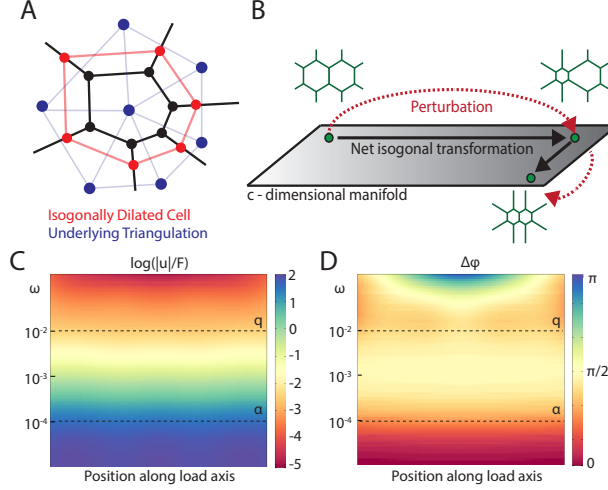 A
Isogonally Dilated Cell
Underlying Triangulation
B
Perturbation
Net isogonal transformation
c - dimensional manifold
C
log(|u|/F)
ω
10⁻²
10⁻³
10⁻⁴
q
α
2
1
0
-1
-2
-3
-4
-5
Position along load axis
D
Δφ
ω
10⁻²
10⁻³
10⁻⁴
q
α
π
π/2
0
Position along load axis